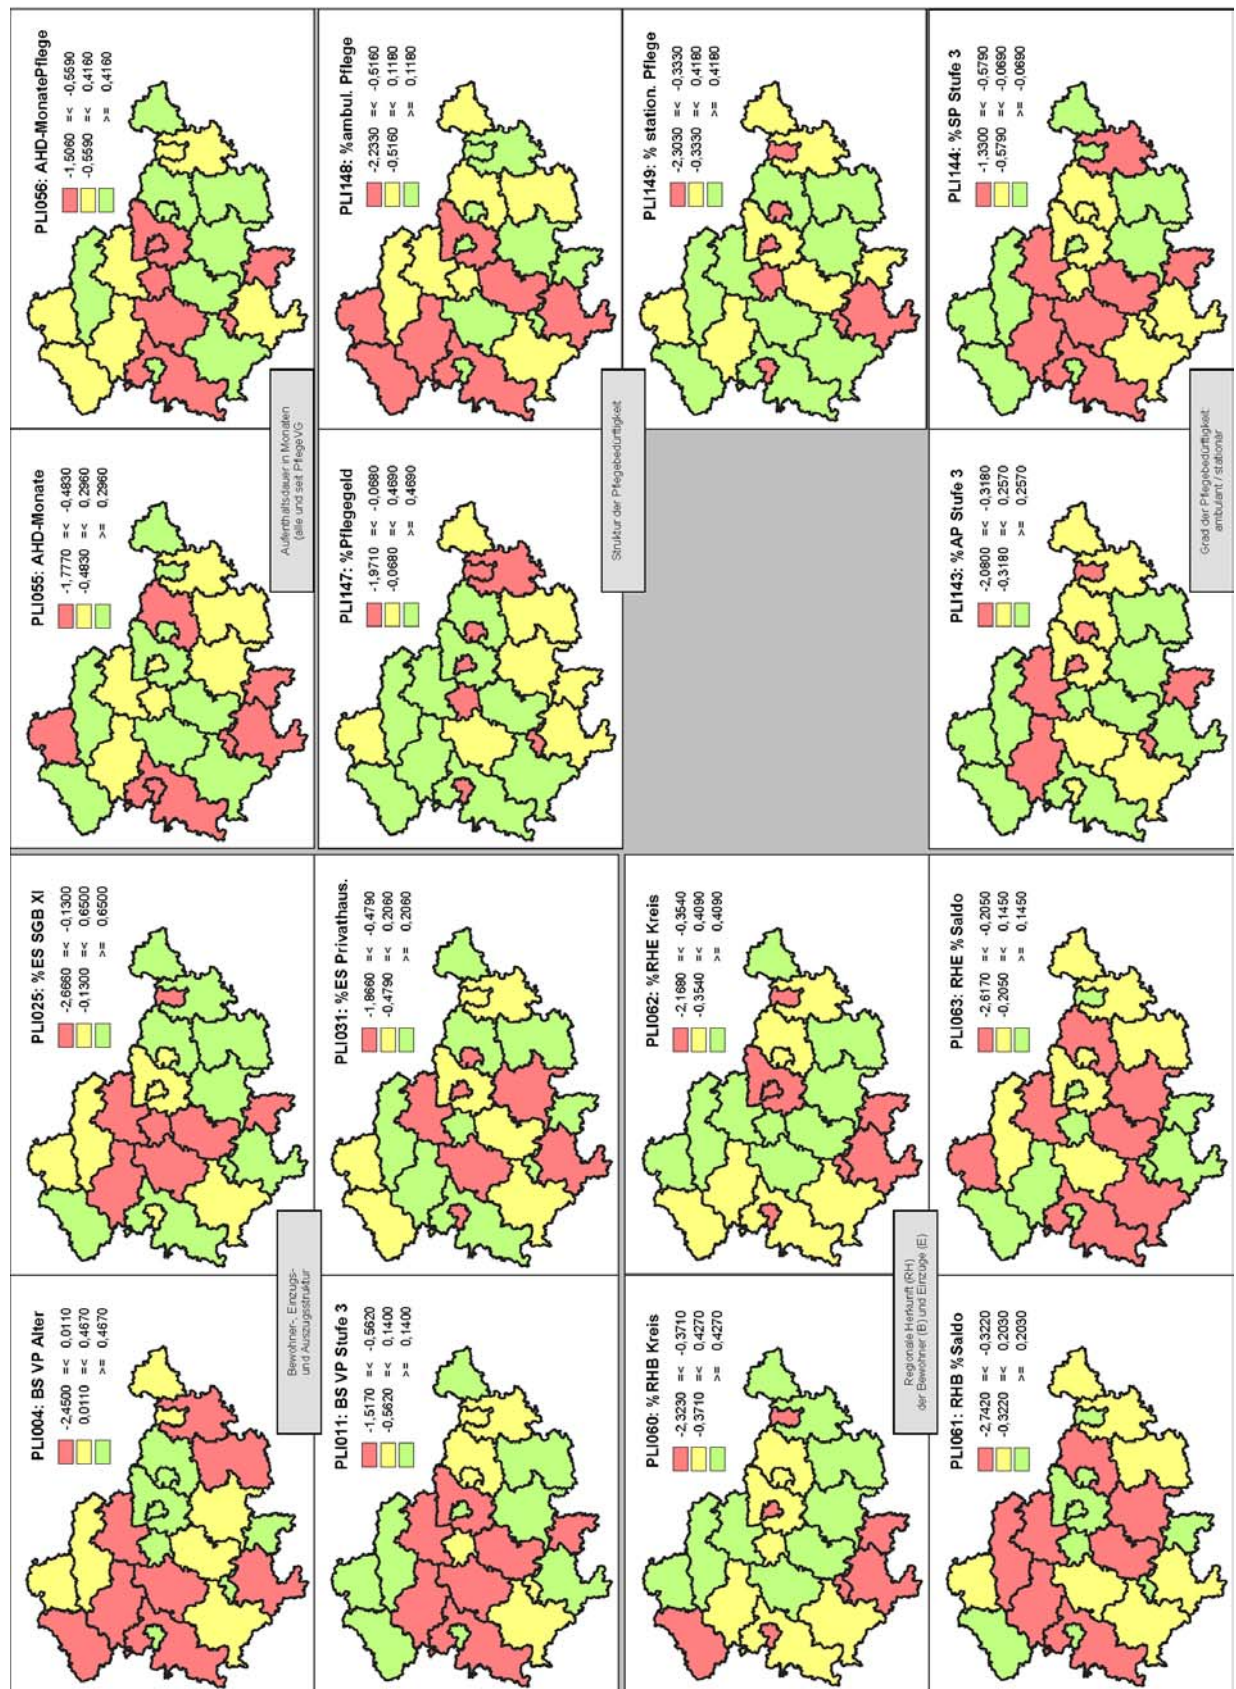 PLI004: BS VP Alter
-2,4500 =< 0,0110
0,0110 =< 0,4670
>= 0,4670
PLI025: %ES SGB XI
-2,6660 =< -0,1300
-0,1300 =< 0,6500
>= 0,6500
Bewohner-, Einzugs-
und Auszugsstruktur
PLI011: BS VP Stufe 3
-1,5170 =< -0,5620
-0,5620 =< 0,1400
>= 0,1400
PLI031: %ES Privathaus.
-1,8660 =< -0,4790
-0,4790 =< 0,2060
>= 0,2060
PLI055: AHD-Monate
-1,7770 =< -0,4830
-0,4830 =< 0,2960
>= 0,2960
PLI056: AHD-MonatePflege
-1,5060 =< -0,5590
-0,5590 =< 0,4160
>= 0,4160
Aufenthaltsdauer in Monaten
(alle und seit PflegeVG
PLI147: %Pflegegeld
-1,9710 =< -0,0680
-0,0680 =< 0,4690
>= 0,4690
PLI148: %ambul. Pflege
-2,2330 =< -0,5160
-0,5160 =< 0,1180
>= 0,1180
Struktur der Pflegebedürftigkeit
PLI149: % station. Pflege
-2,3030 =< -0,3330
-0,3330 =< 0,4180
>= 0,4180
PLI060: % RHB Kreis
-2,3230 =< -0,3710
-0,3710 =< 0,4270
>= 0,4270
PLI062: %RHE Kreis
-2,1690 =< -0,3540
-0,3540 =< 0,4090
>= 0,4090
Regionale Herkunft (RH)
der Bewohner (B) und Einzüge (E)
PLI061: RHB %Saldo
-2,7420 =< -0,3220
-0,3220 =< 0,2030
>= 0,2030
PLI063: RHE %Saldo
-2,6170 =< -0,2050
-0,2050 =< 0,1450
>= 0,1450
PLI143: %AP Stufe 3
-2,0800 =< -0,3180
-0,3180 =< 0,2570
>= 0,2570
PLI144: %SP Stufe 3
-1,3300 =< -0,5790
-0,5790 =< -0,0690
>= -0,0690
Grad der Pflegebedürftigkeit:
ambulant / stationär